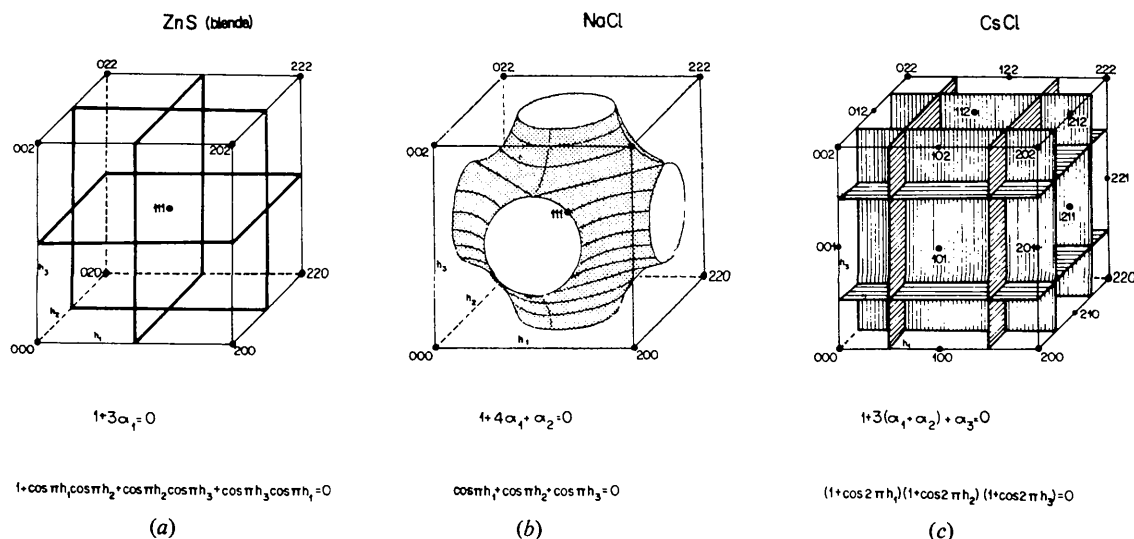 ZnS (blenda)
022
222
002
202
111
h₃
020
220
h₂
h₁
000
200
1+3α₁=0
1+cosπh₁cosπh₂+cosπh₂cosπh₃+cosπh₃cosπh₁=0
(a)
NaCl
022
222
002
111
h₃
h₂
220
h₁
000
200
1+4α₁+α₂=0
cosπh₁+cosπh₂+cosπh₃=0
(b)
CsCl
022
122
222
012
112
212
002
102
202
221
211
001
201
h₃
101
220
210
h₁
000
100
200
1+3(α₁+α₂)+α₃=0
(1+cos2πh₁)(1+cos2πh₂)(1+cos2πh₃)=0
(c)